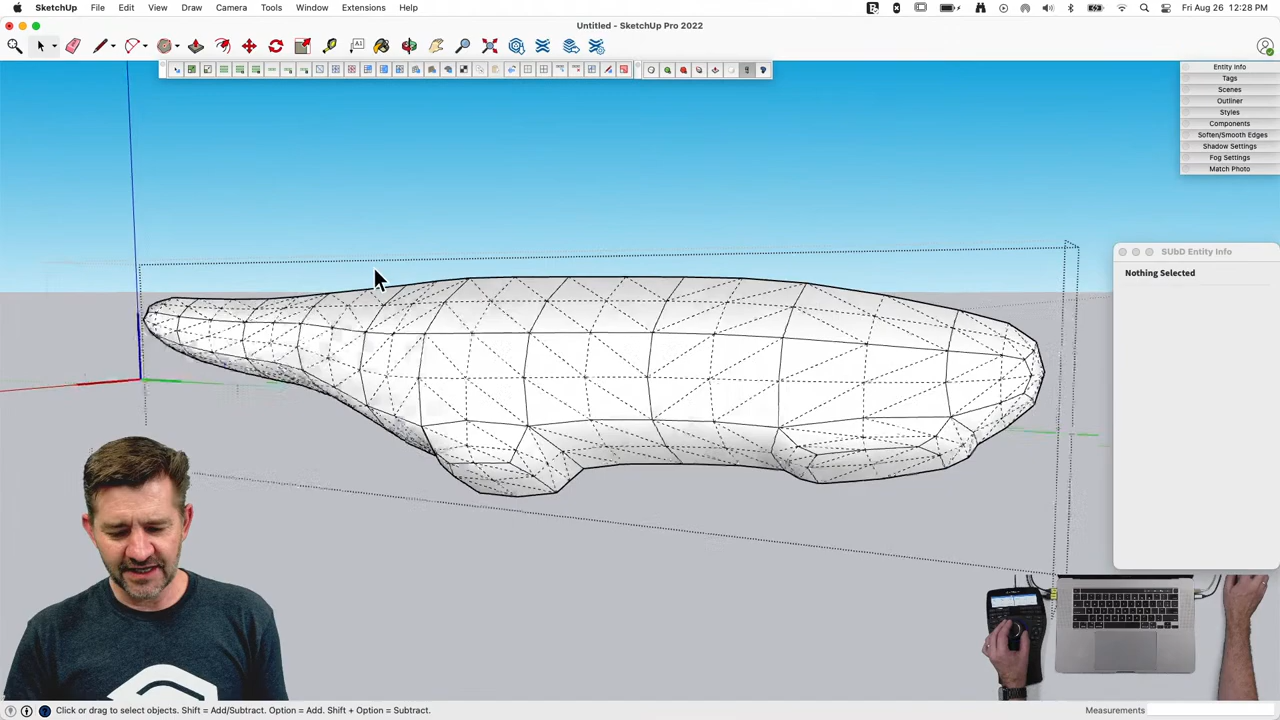 SketchUp File Edit View Draw Camera Tools Window Extensions Help
Fri Aug 26 12:28 PM
Untitled - SketchUp Pro 2022
Entity Info
Tags
Scenes
Outliner
Styles
Components
Soften/Smooth Edges
Shadow Settings
Fog Settings
Match Photo
SUbD Entity Info
Nothing Selected
Click or drag to select objects. Shift = Add/Subtract. Option = Add. Shift + Option = Subtract.
Measurements